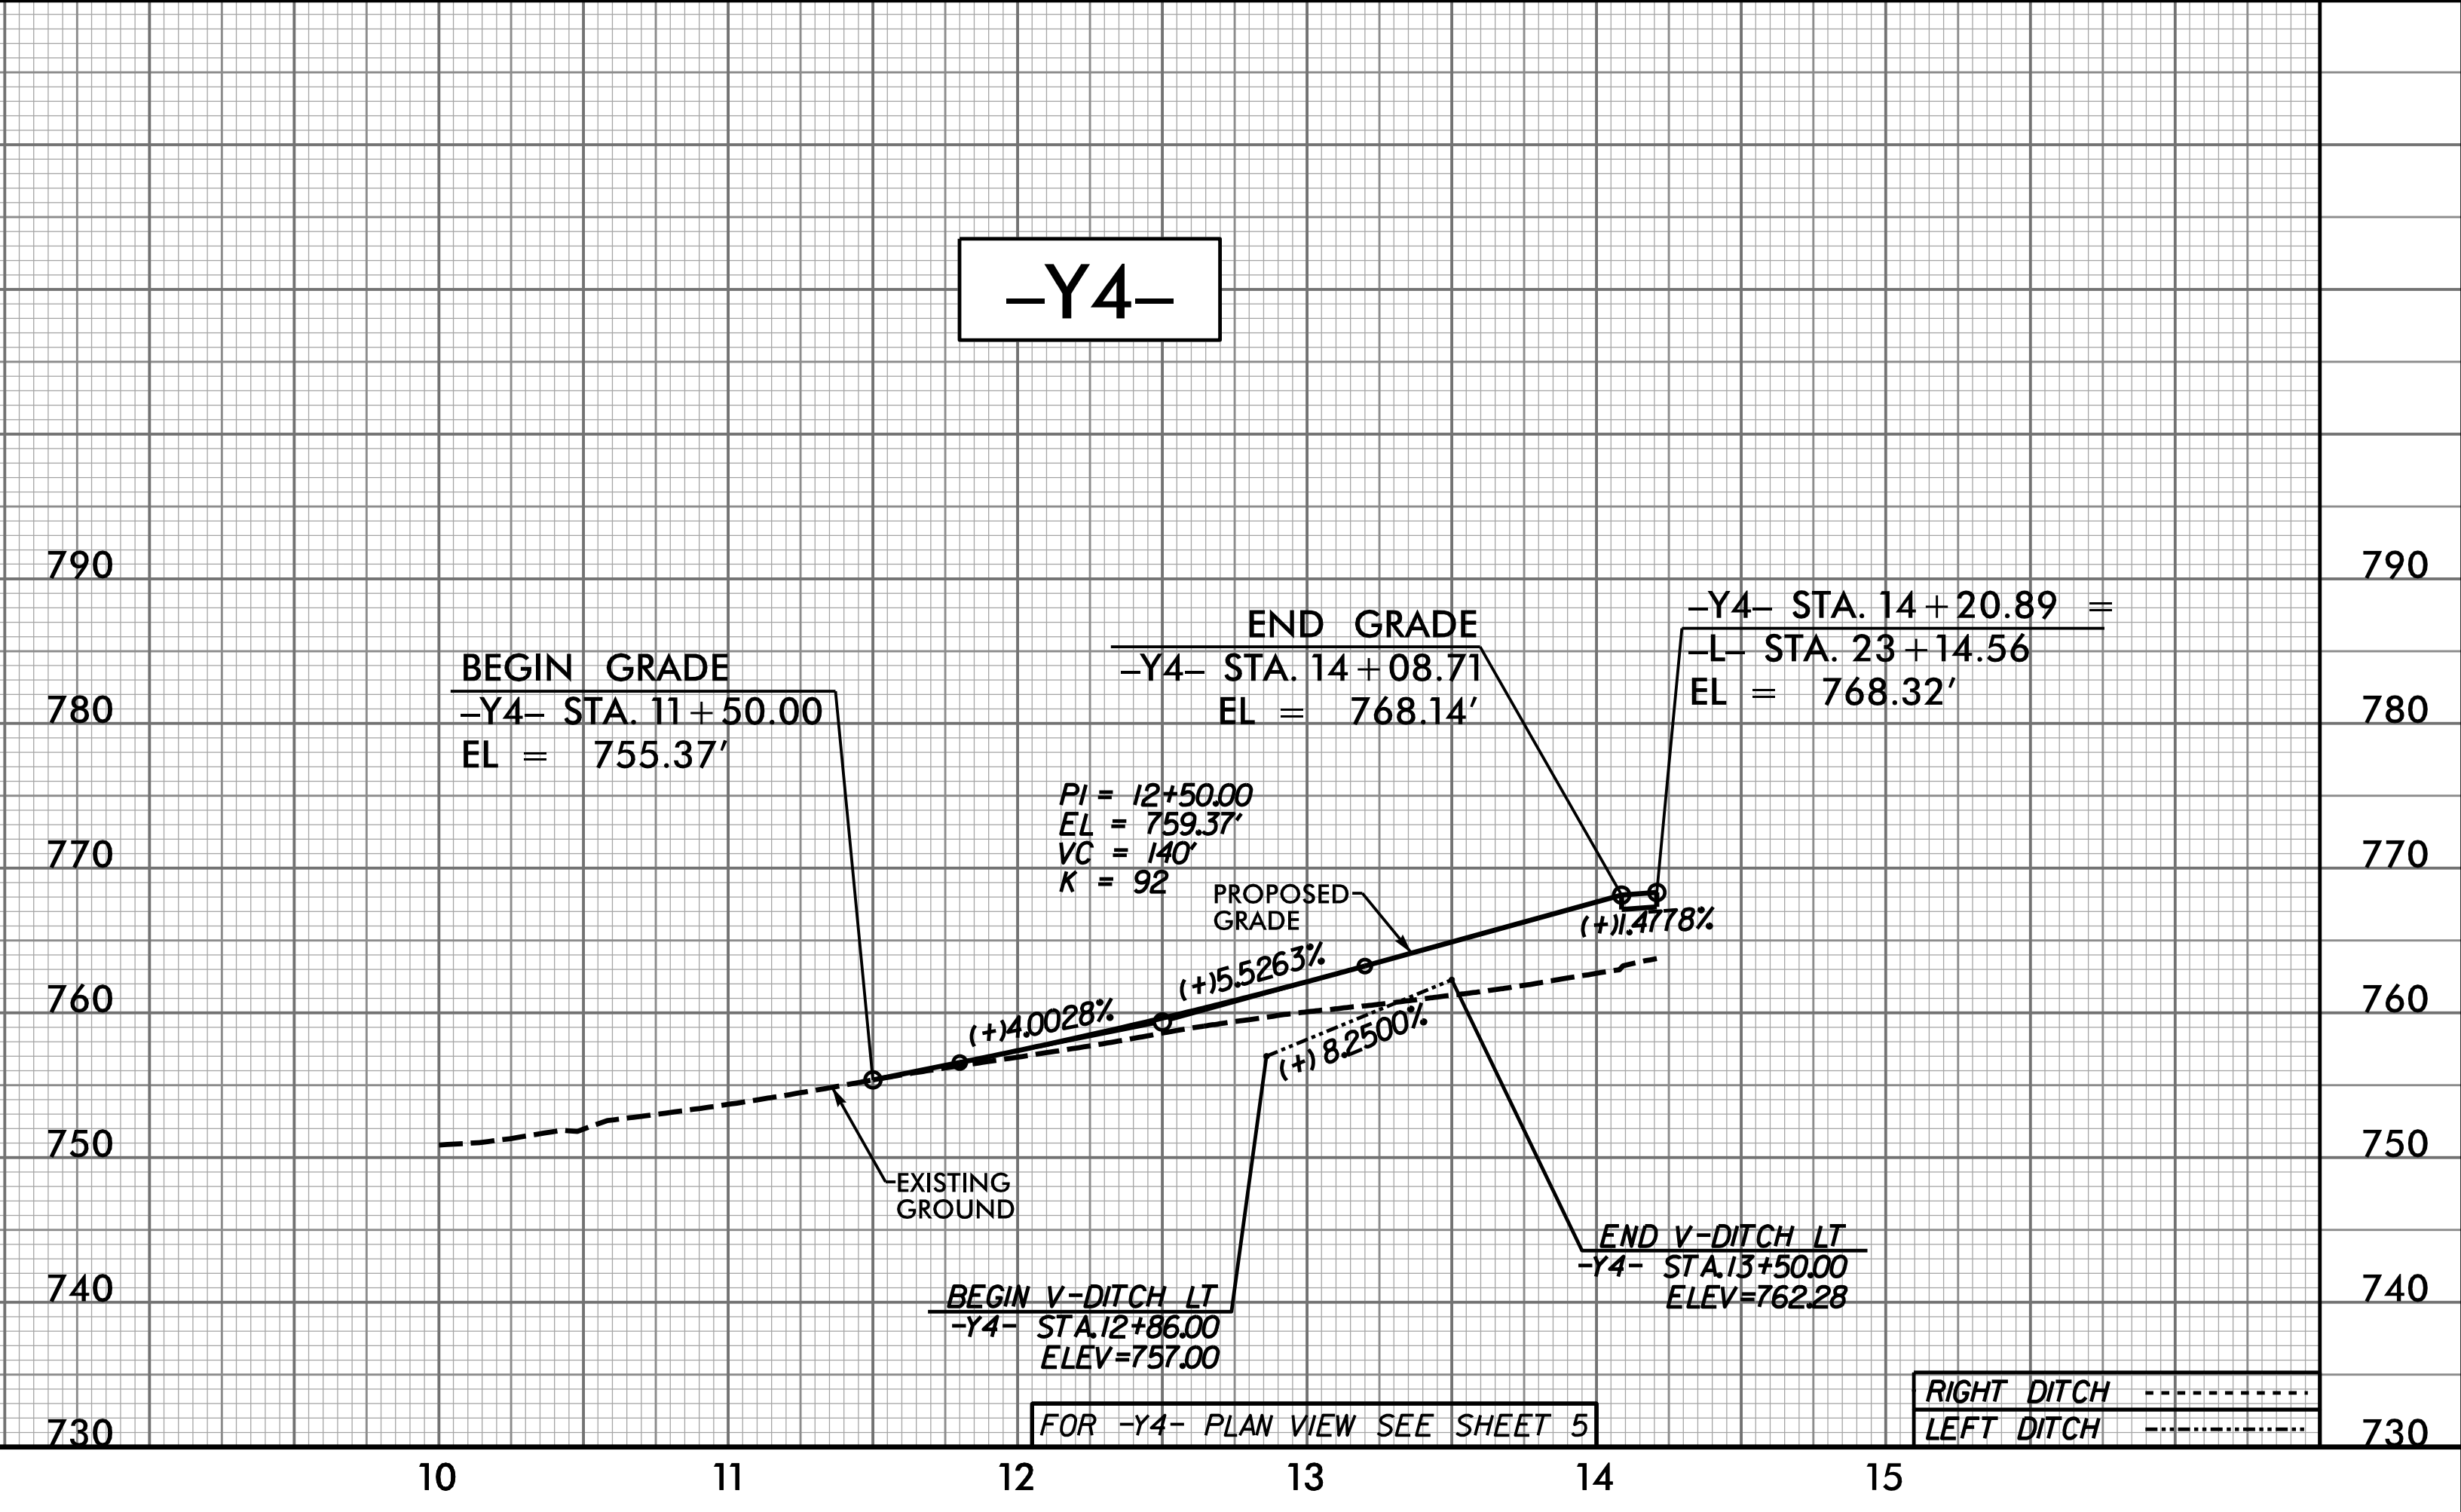 –Y4–
790 790
BEGIN GRADE
–Y4– STA. 11+50.00
EL = 755.37'
END GRADE
–Y4– STA. 14+08.71
EL = 768.14'
–Y4– STA. 14+20.89 =
–L– STA. 23+14.56
EL = 768.32'
780 780
PI = 12+50.00
EL = 759.37'
VC = 140'
K = 92
770 770
PROPOSED
GRADE
(+)1.4778%
(+)5.5263%
(+)4.0028%
760 760
(+) 8.2500%
750 750
EXISTING
GROUND
END V-DITCH LT
-Y4- STA.13+50.00
ELEV=762.28
740 740
BEGIN V-DITCH LT
-Y4- STA.12+86.00
ELEV=757.00
RIGHT DITCH
LEFT DITCH
FOR -Y4- PLAN VIEW SEE SHEET 5
730 730
10 11 12 13 14 15